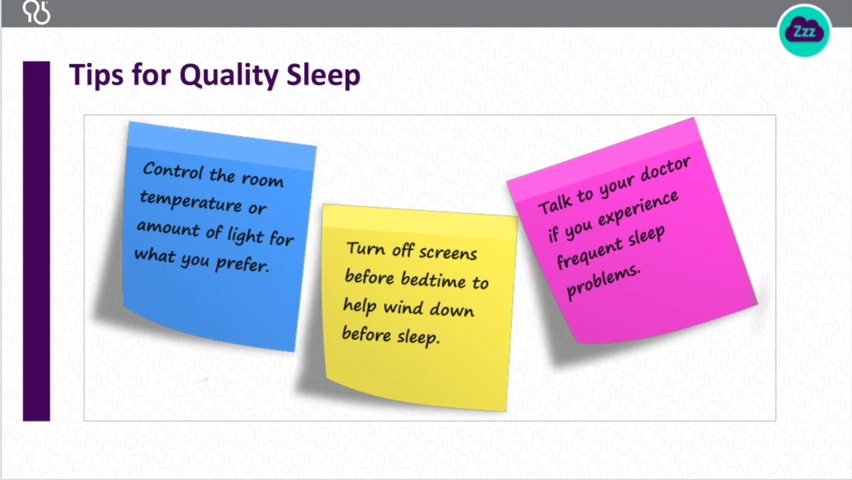 Zzz
Tips for Quality Sleep
Control the room
temperature or
amount of light for
what you prefer.
Turn off screens
before bedtime to
help wind down
before sleep.
Talk to your doctor
if you experience
frequent sleep
problems.